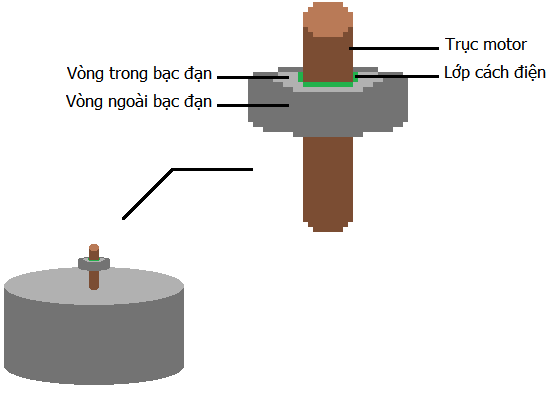 Trục motor
Vòng trong bạc đạn
Lớp cách điện
Vòng ngoài bạc đạn